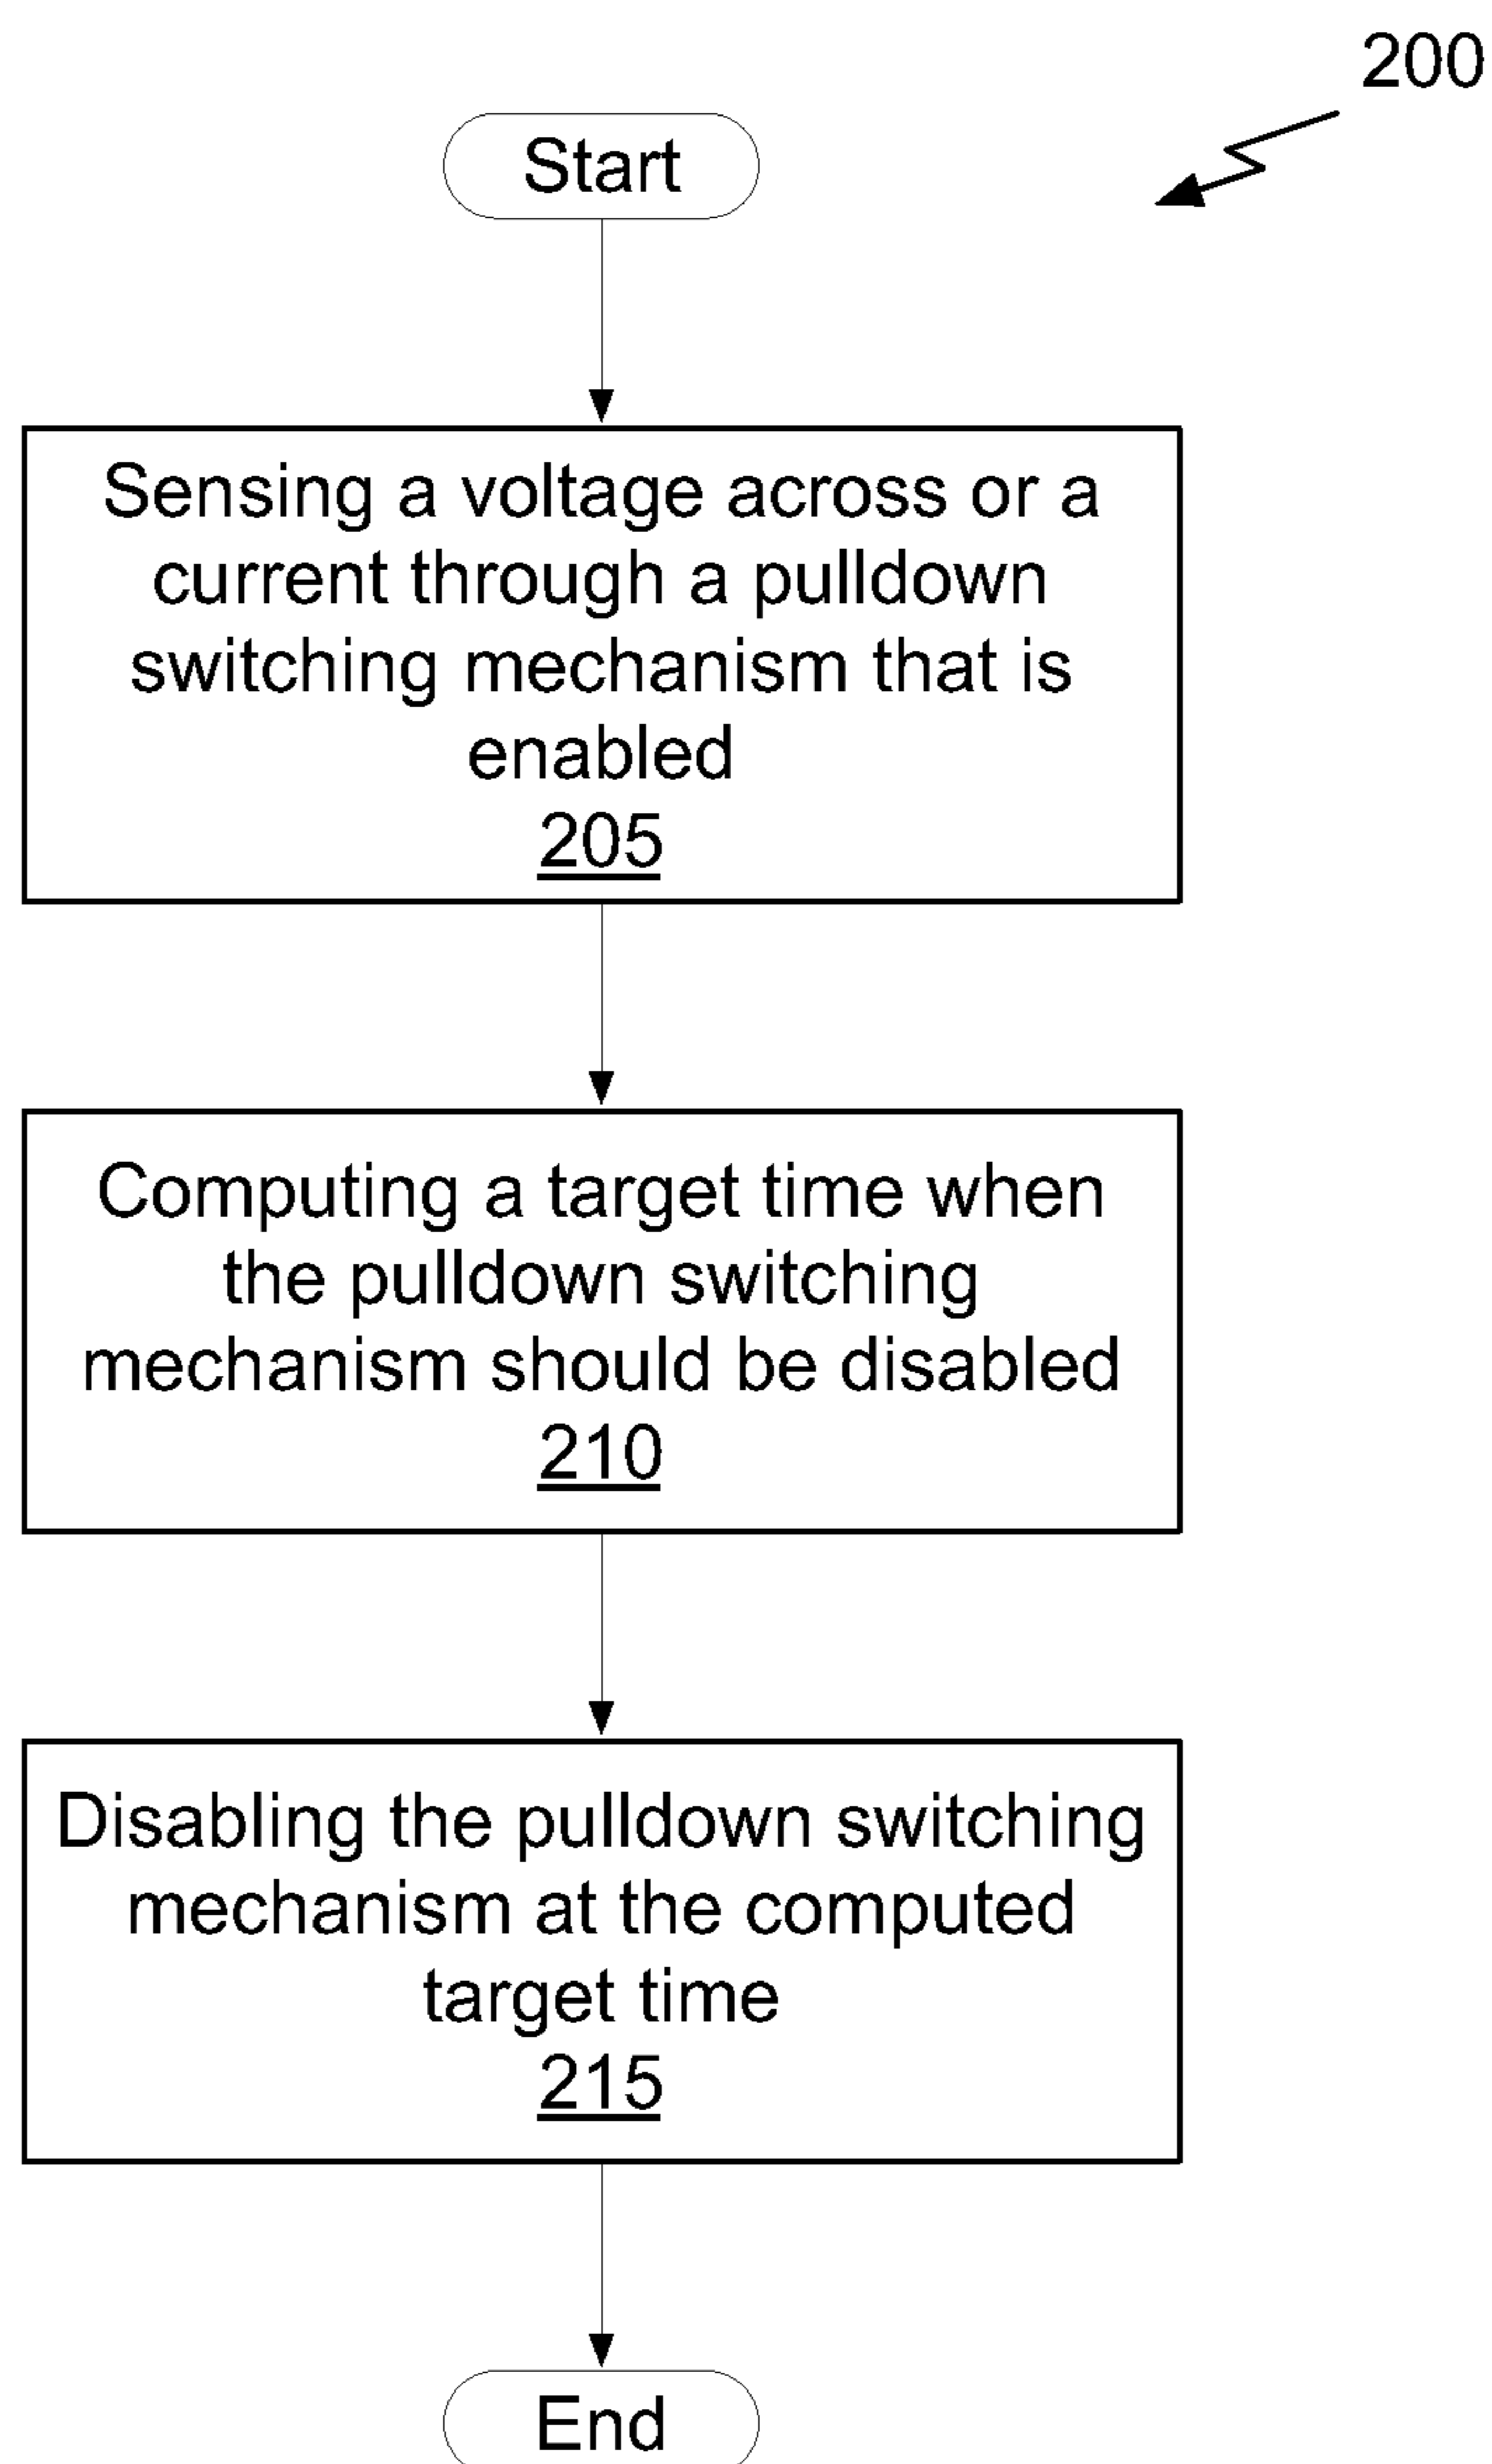 200
Start
Sensing a voltage across or a
current through a pulldown
switching mechanism that is
enabled
205
Computing a target time when
the pulldown switching
mechanism should be disabled
210
Disabling the pulldown switching
mechanism at the computed
target time
215
End